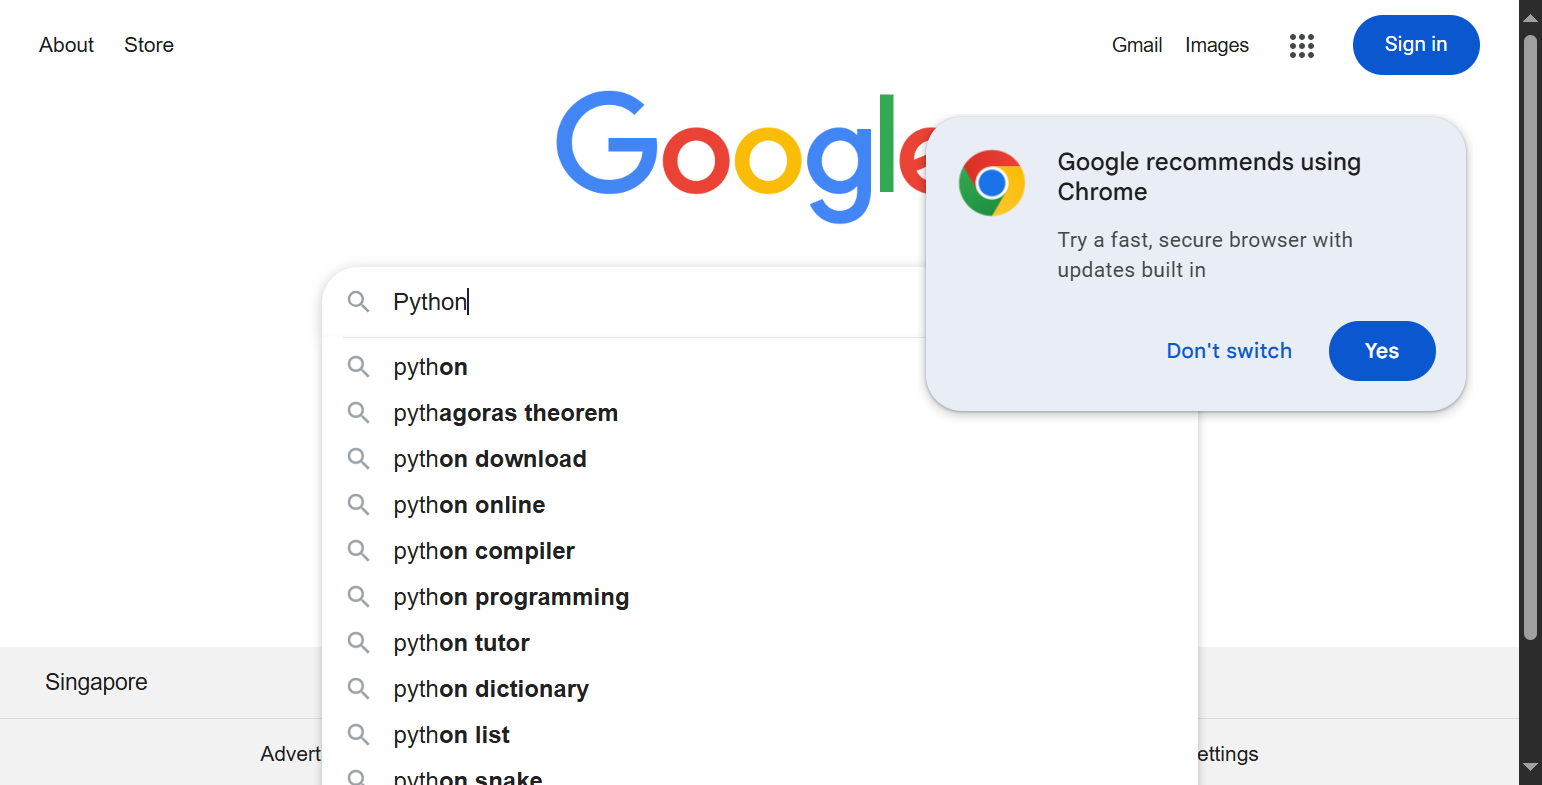 About Store Gmail Images Sign in
Google
Google recommends using
Chrome
Try a fast, secure browser with
updates built in
Don't switch Yes
Python
python
pythagoras theorem
python download
python online
python compiler
python programming
python tutor
python dictionary
python list
python snake
Singapore
Advert ettings